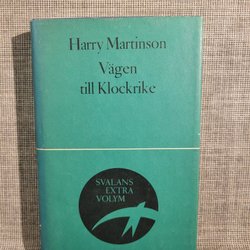 Harry Martinson
Vägen
till Klockrike
SVALANS
EXTRA
VOLYM